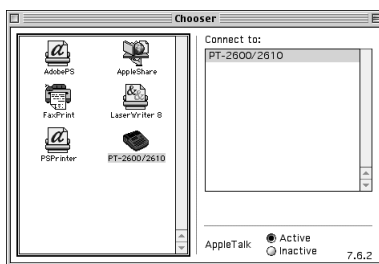 Chooser
AdobePS
AppleShare
FaxPrint
LaserWriter 8
PSPrinter
PT-2600/2610
Connect to:
PT-2600/2610
AppleTalk
Active
Inactive
7.6.2